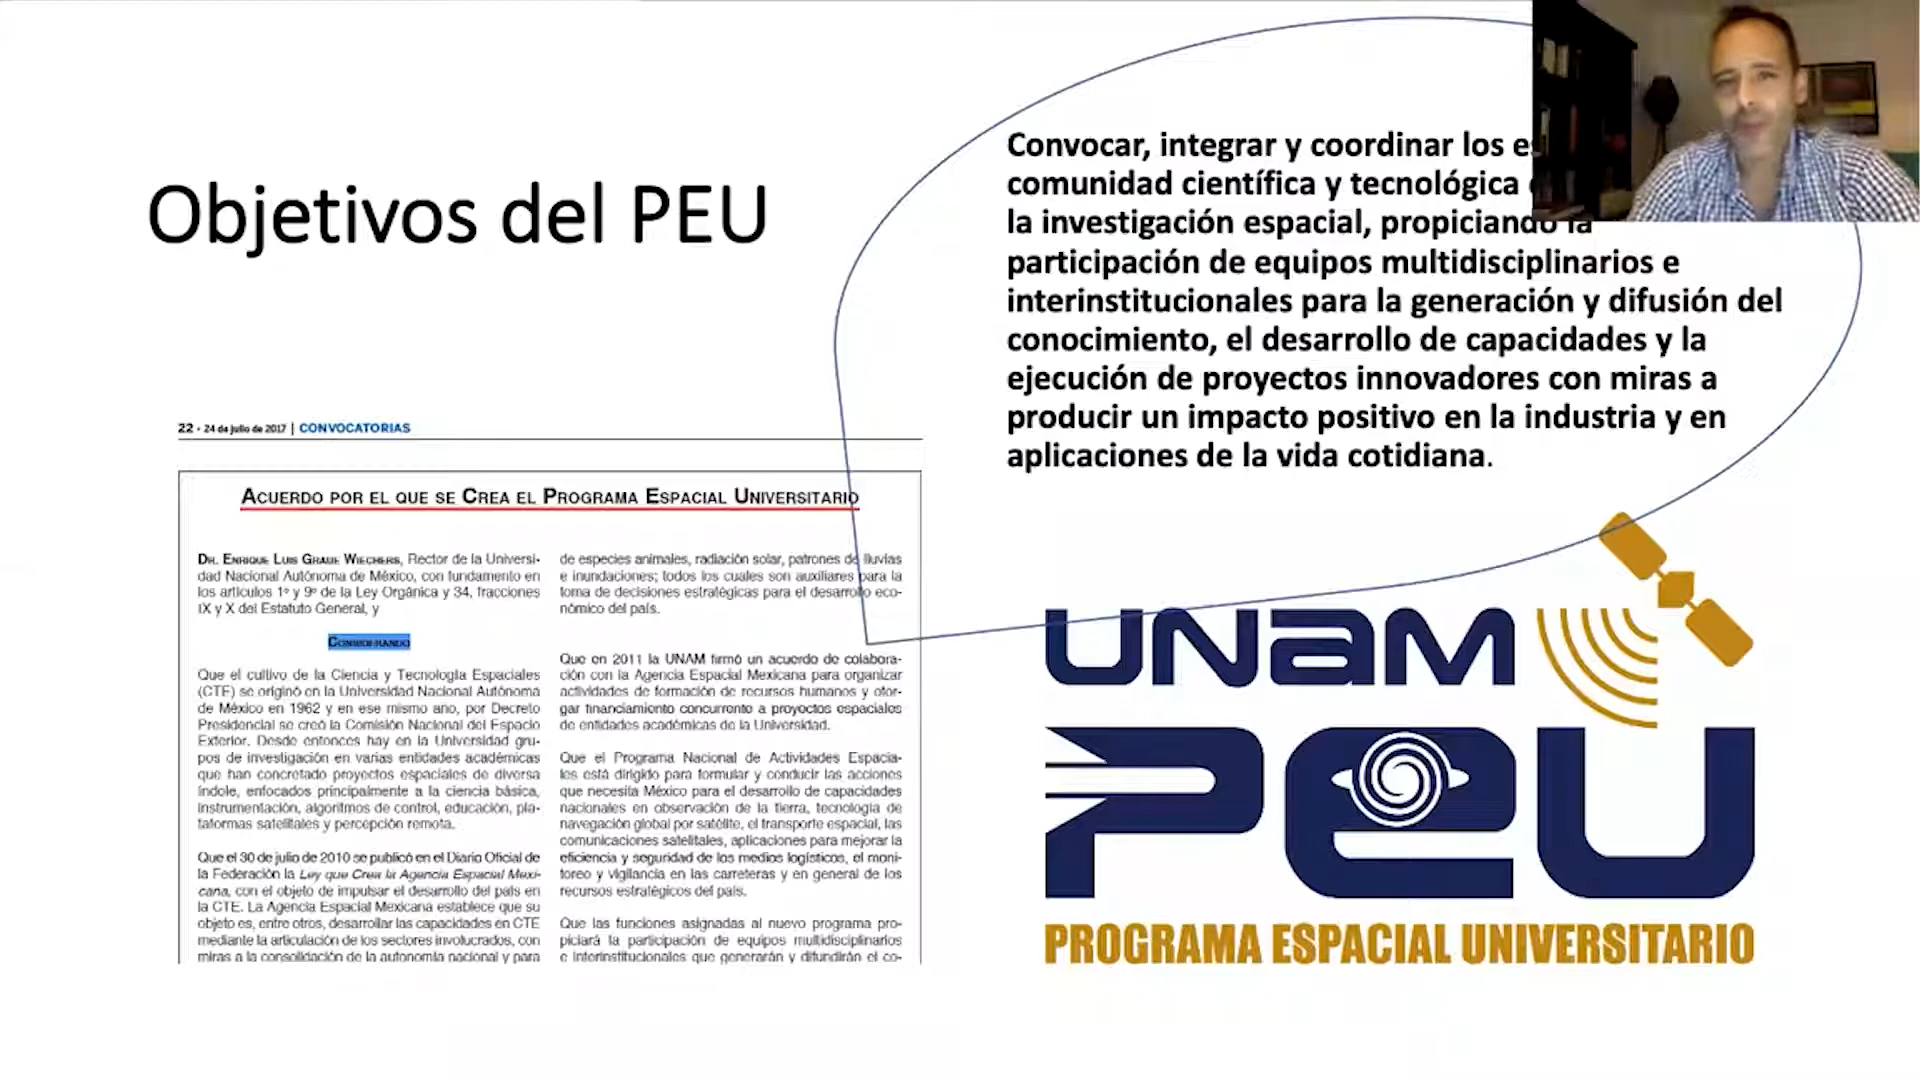 Objetivos del PEU
Convocar, integrar y coordinar los
comunidad científica y tecnológica
la investigación espacial, propiciando la
participación de equipos multidisciplinarios e
interinstitucionales para la generación y difusión del
conocimiento, el desarrollo de capacidades y la
ejecución de proyectos innovadores con miras a
producir un impacto positivo en la industria y en
aplicaciones de la vida cotidiana.
22 • 24 de julio de 2017 | CONVOCATORIAS
ACUERDO POR EL QUE SE CREA EL PROGRAMA ESPACIAL UNIVERSITARIO
DR. ENRIQUE LUIS GRAUE WIECHERS, Rector de la Universi-
dad Nacional Autónoma de México, con fundamento en
los artículos 1º y 9º de la Ley Orgánica y 34, fracciones
IX y X del Estatuto General, y
CONSIDERANDO
Que el cultivo de la Ciencia y Tecnología Espaciales
(CTE) se originó en la Universidad Nacional Autónoma
de México en 1962 y en ese mismo ano, por Decreto
Presidencial se creó la Comisión Nacional del Espacio
Exterior. Desde entonces hay en la Universidad gru-
pos de investigación en varias entidades académicas
que han concretado proyectos espaciales de diversa
índole, enfocados principalmente a la ciencia básica,
instrumentación, algoritmos de control, educación, pla-
taformas satelitales y percepción remota.
Que el 30 de julio de 2010 se publicó en el Diario Oficial de
la Federación la Ley que Crea la Agencia Espacial Mexi-
cana, con el objeto de impulsar el desarrollo del país en
la CTE. La Agencia Espacial Mexicana establece que su
objeto es, entre otros, desarrollar las capacidades en CTE
mediante la articulación de los sectores involucrados, con
miras a la consolidación de la autonomía nacional y para
de especies animales, radiación solar, patrones de lluvias
e inundaciones; todos los cuales son auxiliares para la
toma de decisiones estratégicas para el desarrollo eco-
nómico del país.
Que en 2011 la UNAM firmó un acuerdo de colabora-
ción con la Agencia Espacial Mexicana para organizar
actividades de formación de recursos humanos y otor-
gar financiamiento concurrente a proyectos espaciales
de entidades académicas de la Universidad.
Que el Programa Nacional de Actividades Espacia-
les está dirigido para formular y conducir las acciones
que necesita México para el desarrollo de capacidades
nacionales en observación de la tierra, tecnología de
navegación global por satélite, el transporte espacial, las
comunicaciones satelitales, aplicaciones para mejorar la
eficiencia y seguridad de los medios logísticos, el moni-
toreo y vigilancia en las carreteras y en general de los
recursos estratégicos del país.
Que las funciones asignadas al nuevo programa pro-
piciará la participación de equipos multidisciplinarios
e interinstitucionales que generarán y difundirán el co-
UNAM
PEU
PROGRAMA ESPACIAL UNIVERSITARIO